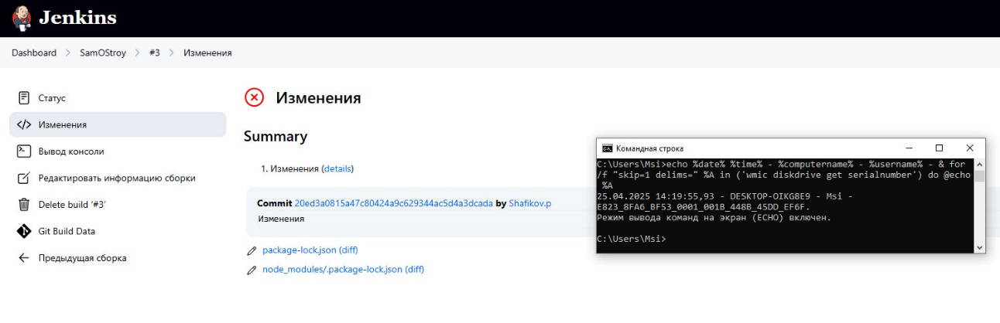 Jenkins
Dashboard > SamOStroy > #3 > Изменения
Статус
Изменения
Вывод консоли
Редактировать информацию сборки
Delete build ‘#3’
Git Build Data
Предыдущая сборка
Изменения
Summary
1. Изменения (details)
Commit 20ed3a0815a47c80424a9c629344ac5d4a3dcada by Shafikov.p
Изменения
package-lock.json (diff)
node_modules/.package-lock.json (diff)
Командная строка
C:\Users\Msi>echo %date% %time% - %computername% - %username% - & for
/f "skip=1 delims=" %A in ('wmic diskdrive get serialnumber') do @echo
%A
25.04.2025 14:19:55,93 - DESKTOP-OIKG8E9 - Msi -
E823_8FA6_BF53_0001_001B_448B_45DD_EF6F.
Режим вывода команд на экран (ECHO) включен.
C:\Users\Msi>